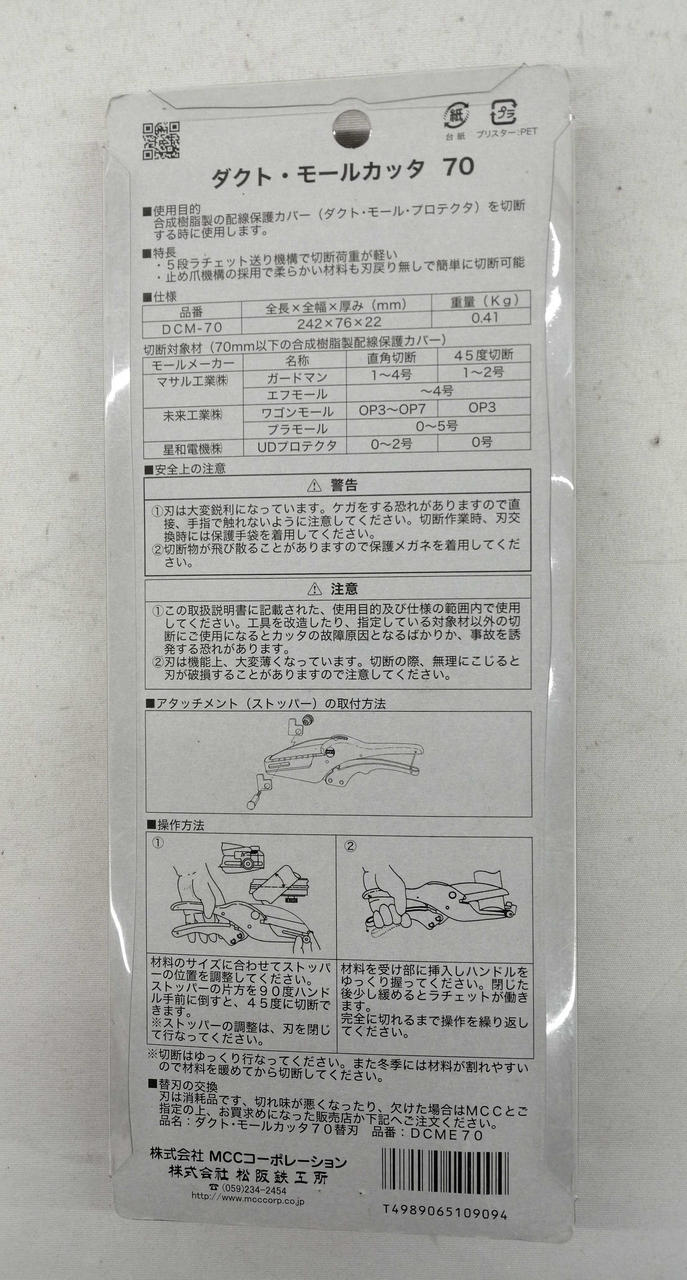 紙
プラ
台 紙
ブリスター:PET
ダクト・モールカッタ 70
■使用目的
合成樹脂製の配線保護カバー（ダクト・モール・プロテクタ）を切断
する時に使用します。
■特長
・５段ラチェット送り機構で切断荷重が軽い
・止め爪機構の採用で柔らかい材料も刃戻り無しで簡単に切断可能
■仕様
品番 全長×全幅×厚み（mm） 重量（Kg）
DCM-70 242×76×22 0.41
切断対象材（70mm以下の合成樹脂製配線保護カバー）
モールメーカー 名称 直角切断 45度切断
マサル工業㈱ ガードマン 1〜4号 1〜2号
エフモール 〜4号
未来工業㈱ ワゴンモール OP3〜OP7 OP3
プラモール 0〜5号
星和電機㈱ UDプロテクタ 0〜2号 0号
■安全上の注意
⚠ 警告
①刃は大変鋭利になっています。ケガをする恐れがありますので直
接、手指で触れないように注意してください。切断作業時、刃交
換時には保護手袋を着用してください。
②切断物が飛び散ることがありますので保護メガネを着用してくだ
さい。
⚠ 注意
①この取扱説明書に記載された、使用目的及び仕様の範囲内で使用
してください。工具を改造したり、指定している対象材以外の切
断にご使用になるとカッタの故障原因となるばかりか、事故を誘
発する恐れがあります。
②刃は機能上、大変薄くなっています。切断の際、無理にこじると
刃が破損することがありますので注意してください。
■アタッチメント（ストッパー）の取付方法
■操作方法
①
②
材料のサイズに合わせてストッパ
ーの位置を調整してください。
ストッパーの片方を９０度ハンド
ル手前に倒すと、４５度に切断で
きます。
※ストッパーの調整は、刃を閉じ
て行なってください。
材料を受け部に挿入しハンドルを
ゆっくり握ってください。閉じた
後少し緩めるとラチェットが働き
ます。
完全に切れるまで操作を繰り返し
てください。
※切断はゆっくり行なってください。また冬季には材料が割れやすい
ので材料を暖めてから切断してください。
■替刃の交換
刃は消耗品です、切れ味が悪くなったり、欠けた場合はＭＣＣとご
指定の上、お買求めになった販売店か下記へご注文ください。
品名：ダクト・モールカッタ７０替刃 品番：ＤＣＭＥ７０
株式会社 MCCコーポレーション
株式会社 松阪鉄工所
☎(059)234-2454
http://www.mcccorp.co.jp
T4989065109094